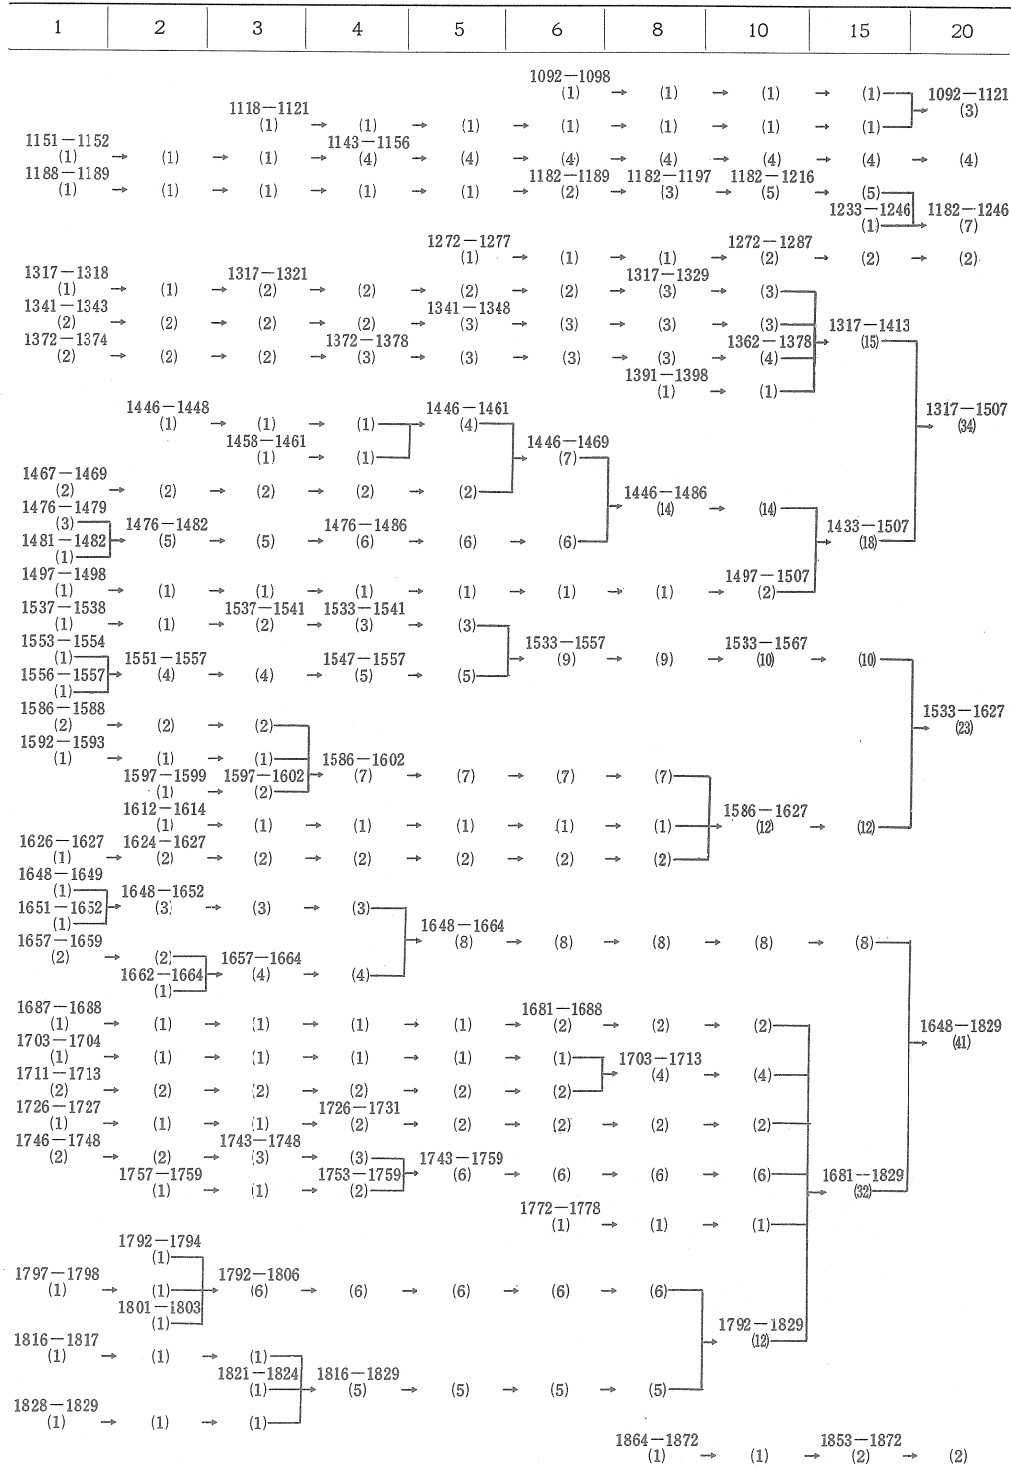 1 2 3 4 5 6 8 10 15 20
1092—1098
(1) → (1) → (1) → (1) 1092—1121
1118—1121 → (3)
(1) → (1) → (1) → (1) → (1) → (1) → (1)
1151—1152 1143—1156
(1) → (1) → (1) → (4) → (4) → (4) → (4) → (4) → (4) → (4)
1188—1189 1182—1189 1182—1197 1182—1216
(1) → (1) → (1) → (1) → (1) → (2) → (3) → (5) → (5)
1233—1246 1182—1246
(1) → (7)
1272—1277 1272—1287
(1) → (1) → (1) → (2) → (2) → (2)
1317—1318 1317—1321 1317—1329
(1) → (1) → (2) → (2) → (2) → (2) → (3) → (3)
1341—1343 1341—1348 1317—1413
(2) → (2) → (2) → (2) → (3) → (3) → (3) → (3) → (15)
1372—1374 1372—1378 1362—1378
(2) → (2) → (2) → (3) → (3) → (3) → (3) → (4)
1391—1398
(1) → (1)
1446—1448 1446—1461 1317—1507
(1) → (1) → (1) → (4) → (34)
1458—1461 1446—1469
(1) → (1) → (7)
1467—1469
(2) → (2) → (2) → (2) → (2)
1476—1479 1446—1486
(3) → (14) → (14)
1481—1482 1476—1482 1476—1486 1433—1507
(1) → (5) → (5) → (6) → (6) → (6) → (18)
1497—1498 1497—1507
(1) → (1) → (1) → (1) → (1) → (1) → (1) → (2)
1537—1538 1537—1541 1533—1541
(1) → (1) → (2) → (3) → (3)
1553—1554 1533—1557 1533—1567
(1) → (9) → (9) → (10) → (10)
1556—1557 1551—1557 1547—1557
(1) → (4) → (4) → (5) → (5)
1586—1588 1533—1627
(2) → (2) → (2) → (23)
1592—1593
(1) → (1) → (1)
1597—1599 1597—1602 1586—1602
(1) → (2) → (7) → (7) → (7) → (7)
1612—1614 1586—1627
(1) → (1) → (1) → (1) → (1) → (1) → (12) → (12)
1626—1627 1624—1627
(1) → (2) → (2) → (2) → (2) → (2) → (2)
1648—1649
(1)
1651—1652 1648—1652
(1) → (3) → (3) → (3)
1657—1659 1648—1664
(2) → (2) → (8) → (8) → (8) → (8) → (8)
1662—1664 1657—1664
(1) → (4) → (4)
1687—1688 1681—1688
(1) → (1) → (1) → (1) → (1) → (2) → (2) → (2)
1703—1704 1648—1829
(1) → (1) → (1) → (1) → (1) → (1) → (41)
1711—1713 1703—1713
(2) → (2) → (2) → (2) → (2) → (2) → (4) → (4)
1726—1727 1726—1731
(1) → (1) → (1) → (2) → (2) → (2) → (2) → (2)
1746—1748 1743—1748
(2) → (2) → (3) → (3)
1757—1759 1753—1759 1743—1759 1681—1829
(1) → (1) → (2) → (6) → (6) → (6) → (6) → (32)
1772—1778
(1) → (1) → (1)
1792—1794
(1)
1797—1798 1792—1806
(1) → (1) → (6) → (6) → (6) → (6) → (6)
1801—1803
(1)
1792—1829
→ (12)
1816—1817
(1) → (1) → (1)
1821—1824 1816—1829
(1) → (5) → (5) → (5) → (5)
1828—1829
(1) → (1) → (1)
1864—1872 1853—1872
(1) → (1) → (2) → (2)